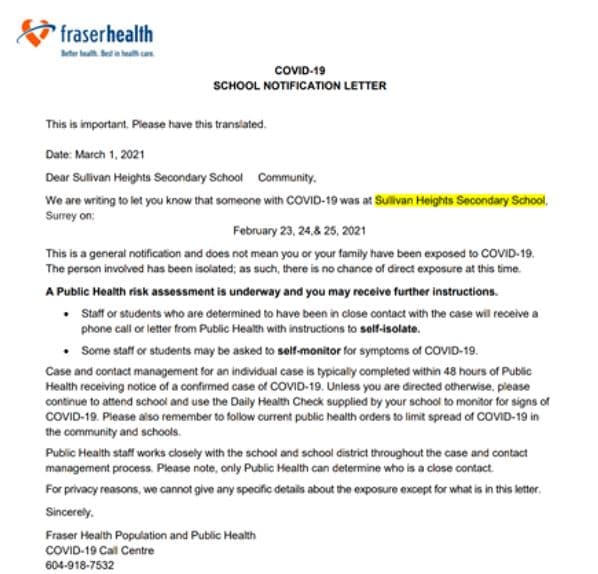 fraserhealth
Better health. Best in health care.
COVID-19
SCHOOL NOTIFICATION LETTER
This is important. Please have this translated.
Date: March 1, 2021
Dear Sullivan Heights Secondary School Community,
We are writing to let you know that someone with COVID-19 was at Sullivan Heights Secondary School,
Surrey on:
February 23, 24,& 25, 2021
This is a general notification and does not mean you or your family have been exposed to COVID-19.
The person involved has been isolated; as such, there is no chance of direct exposure at this time.
A Public Health risk assessment is underway and you may receive further instructions.
• Staff or students who are determined to have been in close contact with the case will receive a
phone call or letter from Public Health with instructions to self-isolate.
• Some staff or students may be asked to self-monitor for symptoms of COVID-19.
Case and contact management for an individual case is typically completed within 48 hours of Public
Health receiving notice of a confirmed case of COVID-19. Unless you are directed otherwise, please
continue to attend school and use the Daily Health Check supplied by your school to monitor for signs of
COVID-19. Please also remember to follow current public health orders to limit spread of COVID-19 in
the community and schools.
Public Health staff works closely with the school and school district throughout the case and contact
management process. Please note, only Public Health can determine who is a close contact.
For privacy reasons, we cannot give any specific details about the exposure except for what is in this letter.
Sincerely,
Fraser Health Population and Public Health
COVID-19 Call Centre
604-918-7532